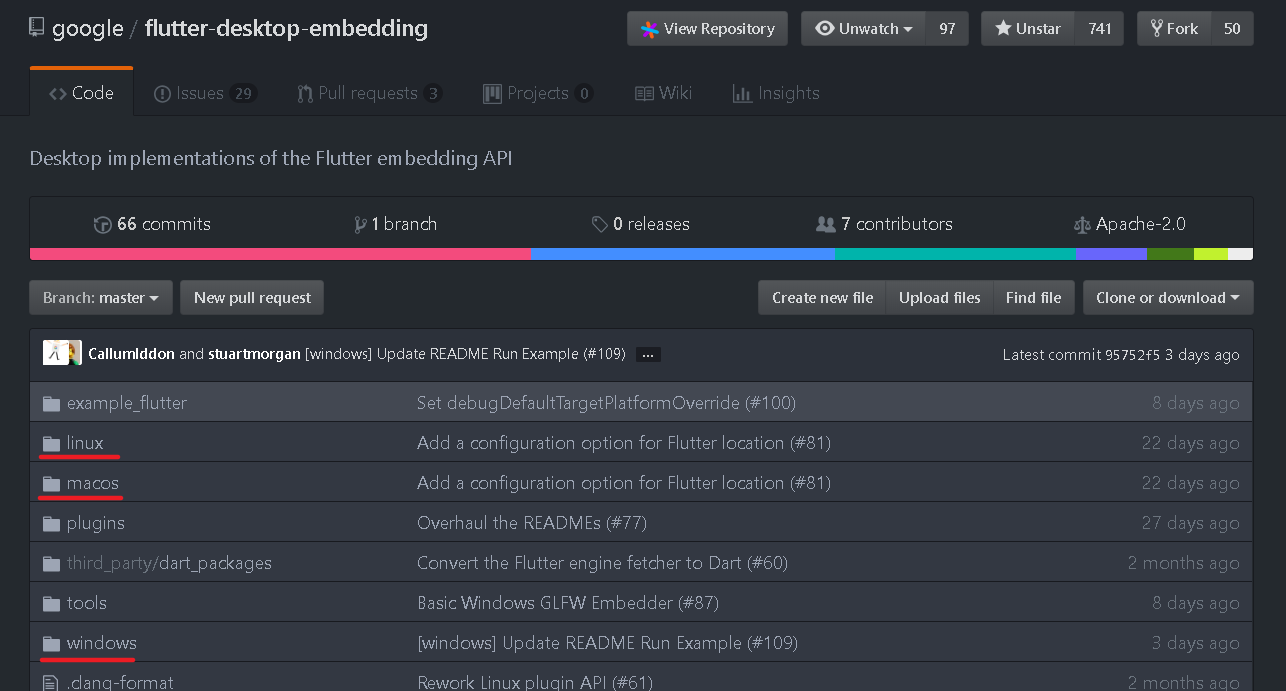 google / flutter-desktop-embedding View Repository Unwatch 97 Unstar 741 Fork 50
<> Code Issues 29 Pull requests 3 Projects 0 Wiki Insights
Desktop implementations of the Flutter embedding API
66 commits 1 branch 0 releases 7 contributors Apache-2.0
Branch: master New pull request Create new file Upload files Find file Clone or download
CallumIddon and stuartmorgan [windows] Update README Run Example (#109) ... Latest commit 95752f5 3 days ago
example_flutter Set debugDefaultTargetPlatformOverride (#100) 8 days ago
linux Add a configuration option for Flutter location (#81) 22 days ago
macos Add a configuration option for Flutter location (#81) 22 days ago
plugins Overhaul the READMEs (#77) 27 days ago
third_party/dart_packages Convert the Flutter engine fetcher to Dart (#60) 2 months ago
tools Basic Windows GLFW Embedder (#87) 8 days ago
windows [windows] Update README Run Example (#109) 3 days ago
.clang-format Rework Linux plugin API (#61) 2 months ago